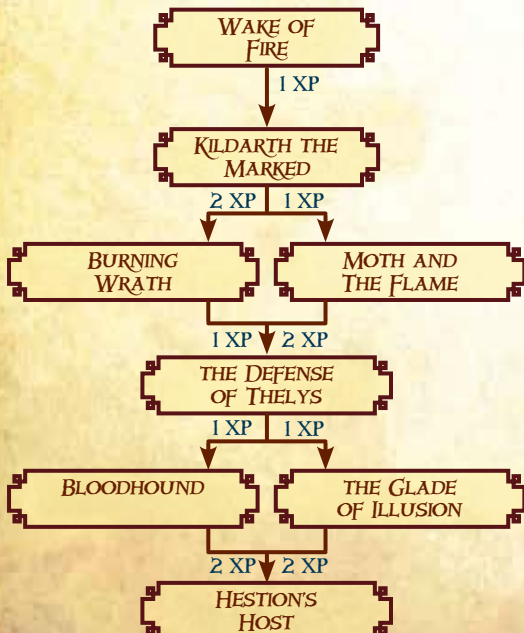 Wake of
Fire
1 XP
Kildarth the
Marked
2 XP 1 XP
Burning
Wrath
Moth and
The Flame
1 XP 2 XP
the Defense
of Thelys
1 XP 1 XP
Bloodhound
the Glade
of Illusion
2 XP 2 XP
Hestion's
Host